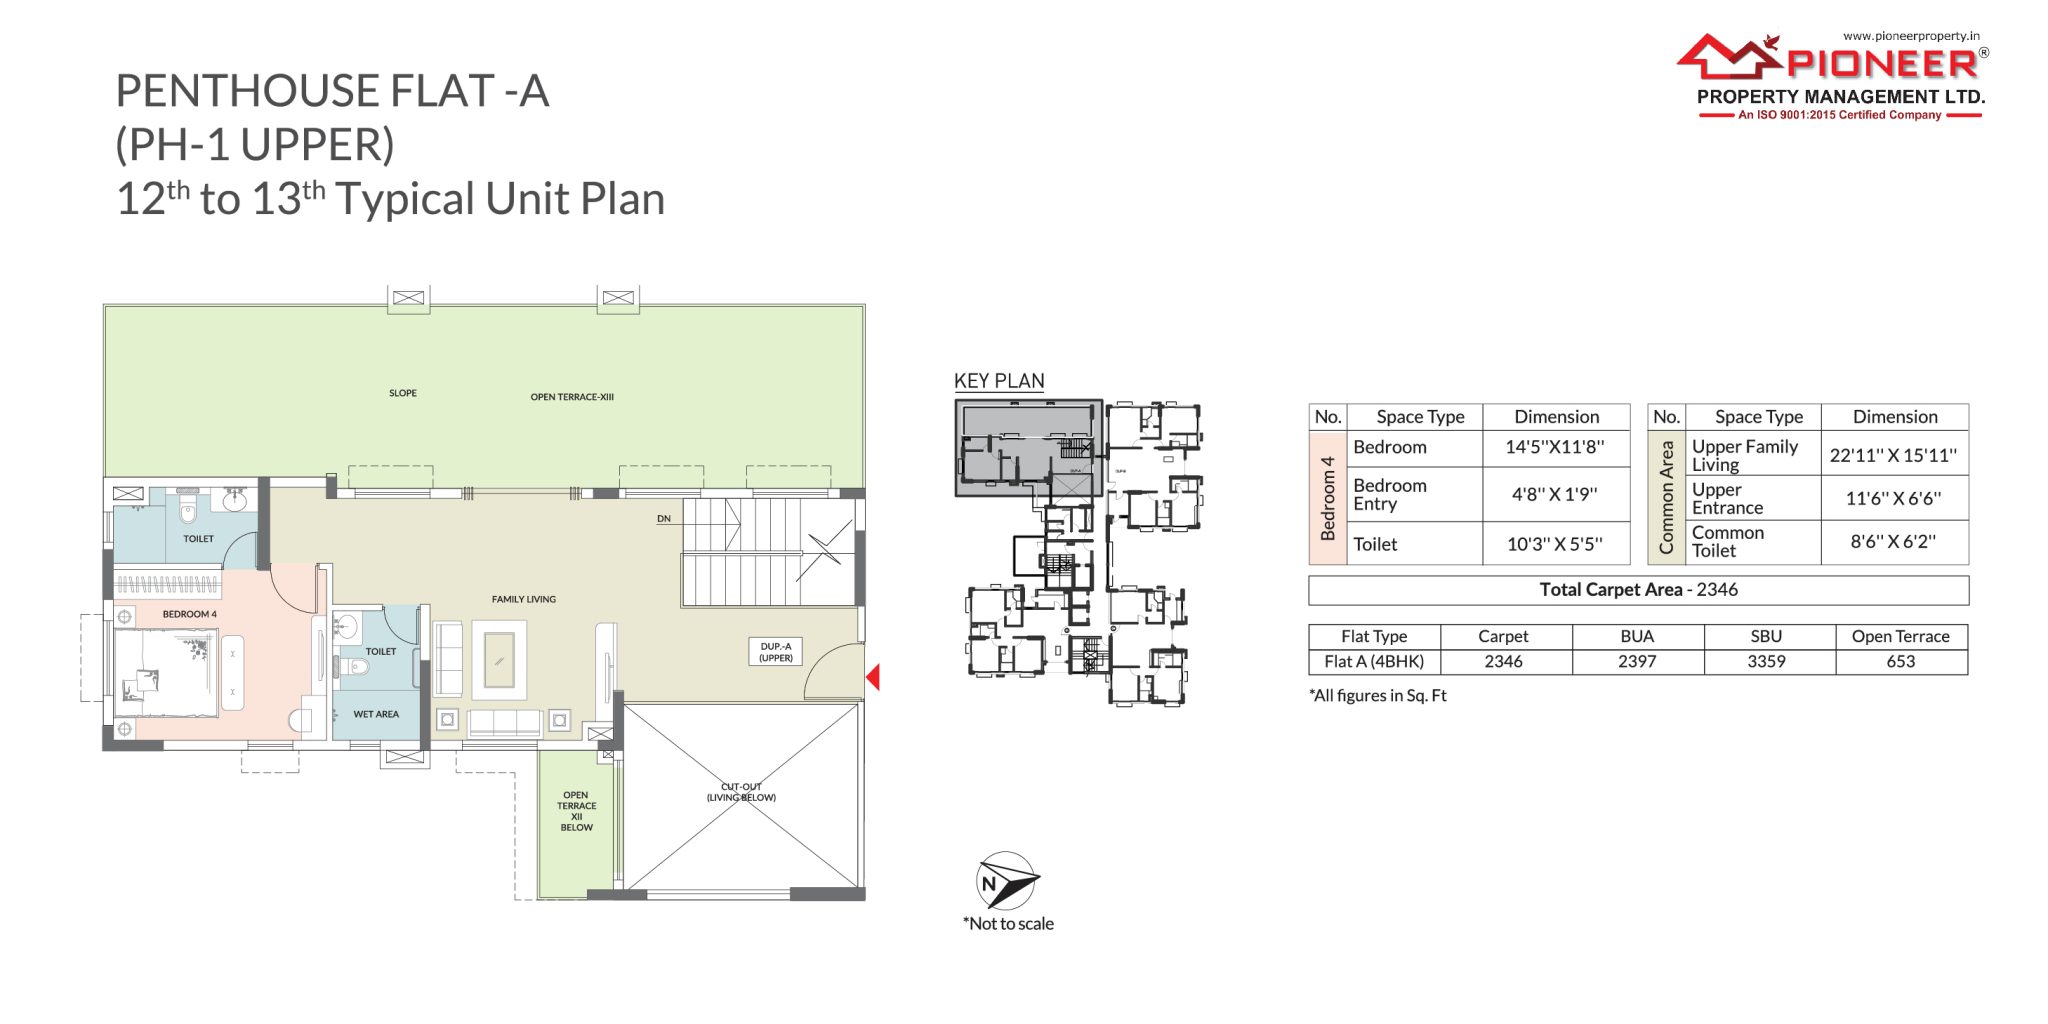 www.pioneerproperty.in
PIONEER®
PROPERTY MANAGEMENT LTD.
An ISO 9001:2015 Certified Company
PENTHOUSE FLAT -A
(PH-1 UPPER)
12th to 13th Typical Unit Plan
SLOPE
OPEN TERRACE-XIII
DN
TOILET
FAMILY LIVING
BEDROOM 4
TOILET
DUP.-A
(UPPER)
WET AREA
CUT-OUT
(LIVING BELOW)
OPEN
TERRACE
XII
BELOW
KEY PLAN
N
*Not to scale
No. Space Type Dimension
Bedroom 4
Bedroom 14'5''X11'8''
Bedroom
Entry 4'8'' X 1'9''
Toilet 10'3'' X 5'5''
No. Space Type Dimension
Common Area
Upper Family
Living 22'11'' X 15'11''
Upper
Entrance 11'6'' X 6'6''
Common
Toilet 8'6'' X 6'2''
Total Carpet Area - 2346
Flat Type Carpet BUA SBU Open Terrace
Flat A (4BHK) 2346 2397 3359 653
*All figures in Sq. Ft